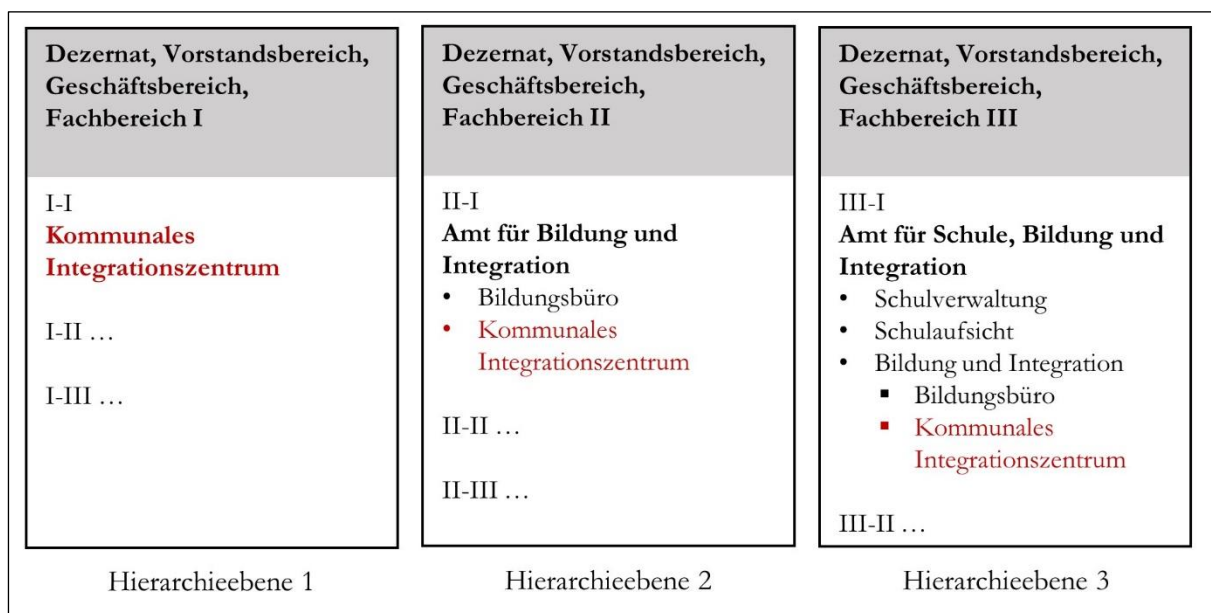 Dezernat, Vorstandsbereich,
Geschäftsbereich,
Fachbereich I
I-I
Kommunales
Integrationszentrum
I-II …
I-III …
Hierarchieebene 1
Dezernat, Vorstandsbereich,
Geschäftsbereich,
Fachbereich II
II-I
Amt für Bildung und
Integration
• Bildungsbüro
• Kommunales
Integrationszentrum
II-II …
II-III …
Hierarchieebene 2
Dezernat, Vorstandsbereich,
Geschäftsbereich,
Fachbereich III
III-I
Amt für Schule, Bildung und
Integration
• Schulverwaltung
• Schulaufsicht
• Bildung und Integration
▪ Bildungsbüro
▪ Kommunales
Integrationszentrum
III-II …
Hierarchieebene 3